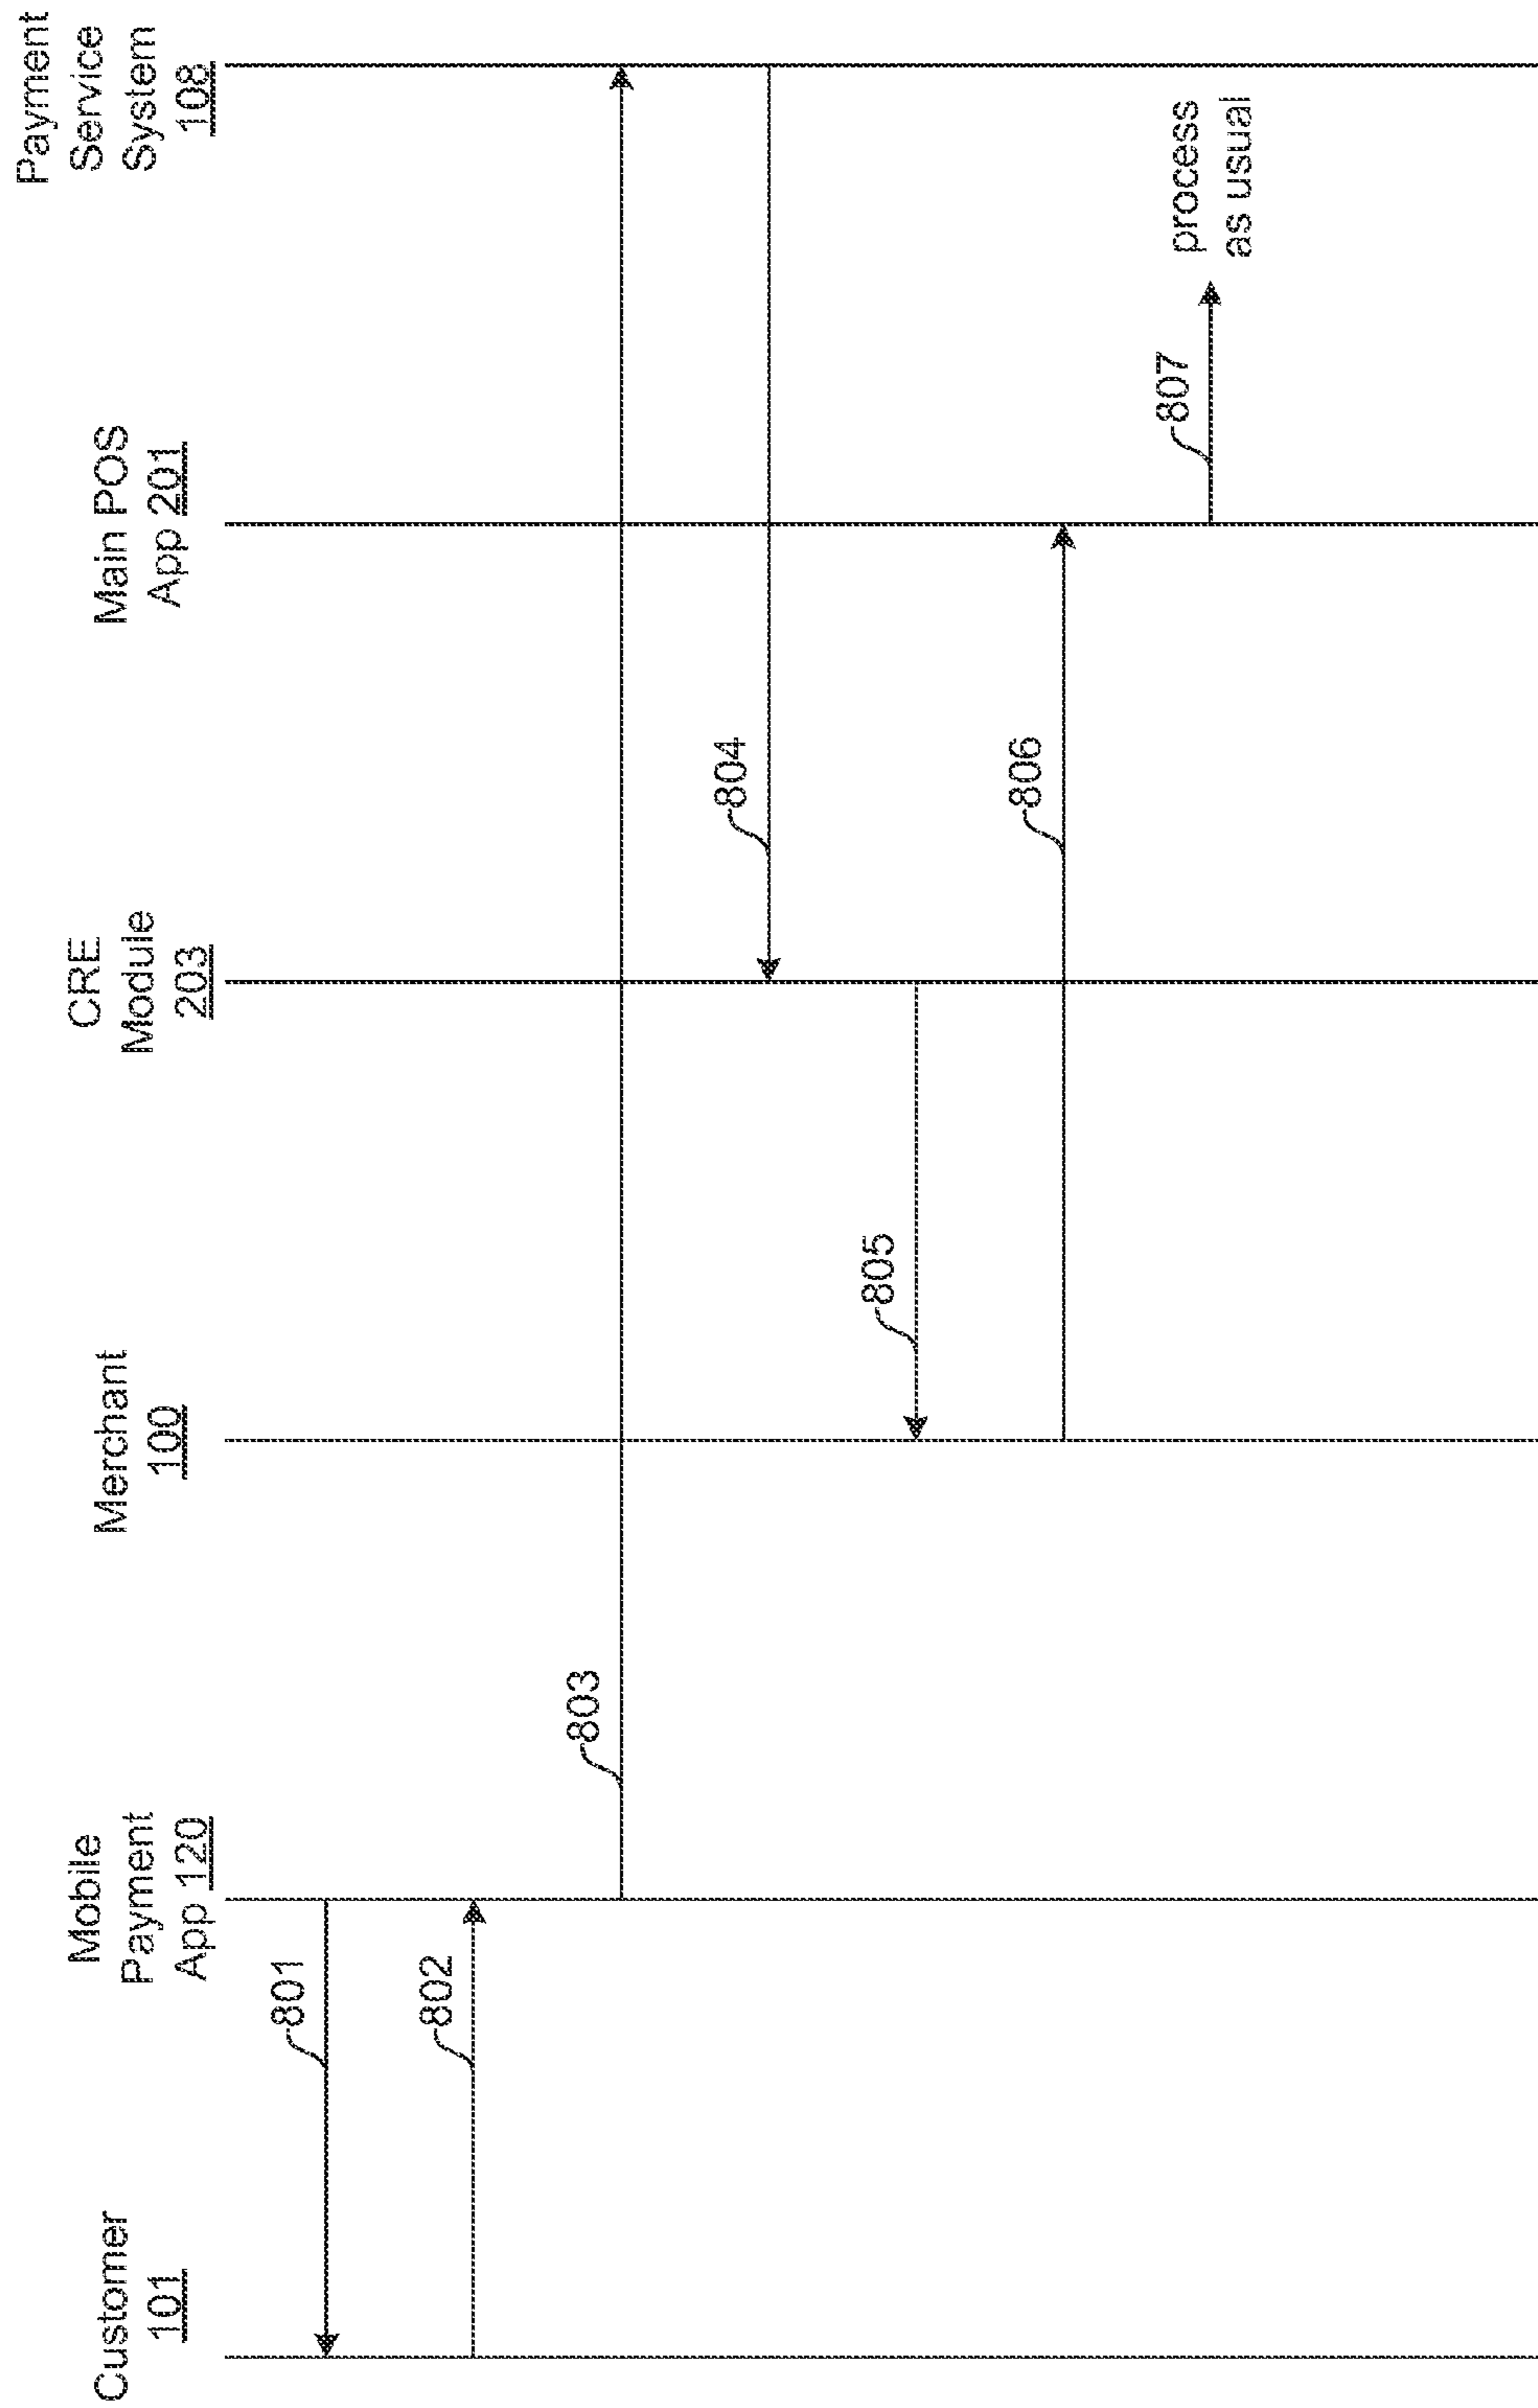 Customer
101
Mobile
Payment
App 120
Merchant
100
CRE
Module
203
Main POS
App 201
Payment
Service
System
108
801
802
803
804
805
806
807
process
as usual